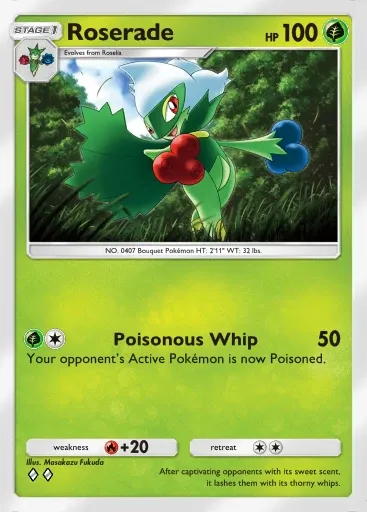 STAGE 1
Roserade
HP 100
Evolves from Roselia
NO. 0407 Bouquet Pokémon HT: 2'11" WT: 32 lbs.
Poisonous Whip 50
Your opponent's Active Pokémon is now Poisoned.
weakness +20 retreat
Illus. Masakazu Fukuda
After captivating opponents with its sweet scent,
it lashes them with its thorny whips.